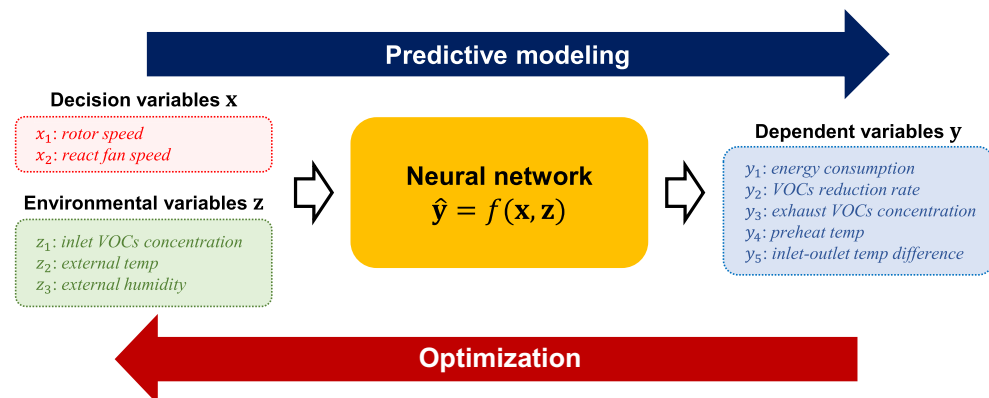 Predictive modeling
Decision variables x
x₁: rotor speed
x₂: react fan speed
Environmental variables z
z₁: inlet VOCs concentration
z₂: external temp
z₃: external humidity
Neural network
ŷ = f(x, z)
Dependent variables y
y₁: energy consumption
y₂: VOCs reduction rate
y₃: exhaust VOCs concentration
y₄: preheat temp
y₅: inlet-outlet temp difference
Optimization